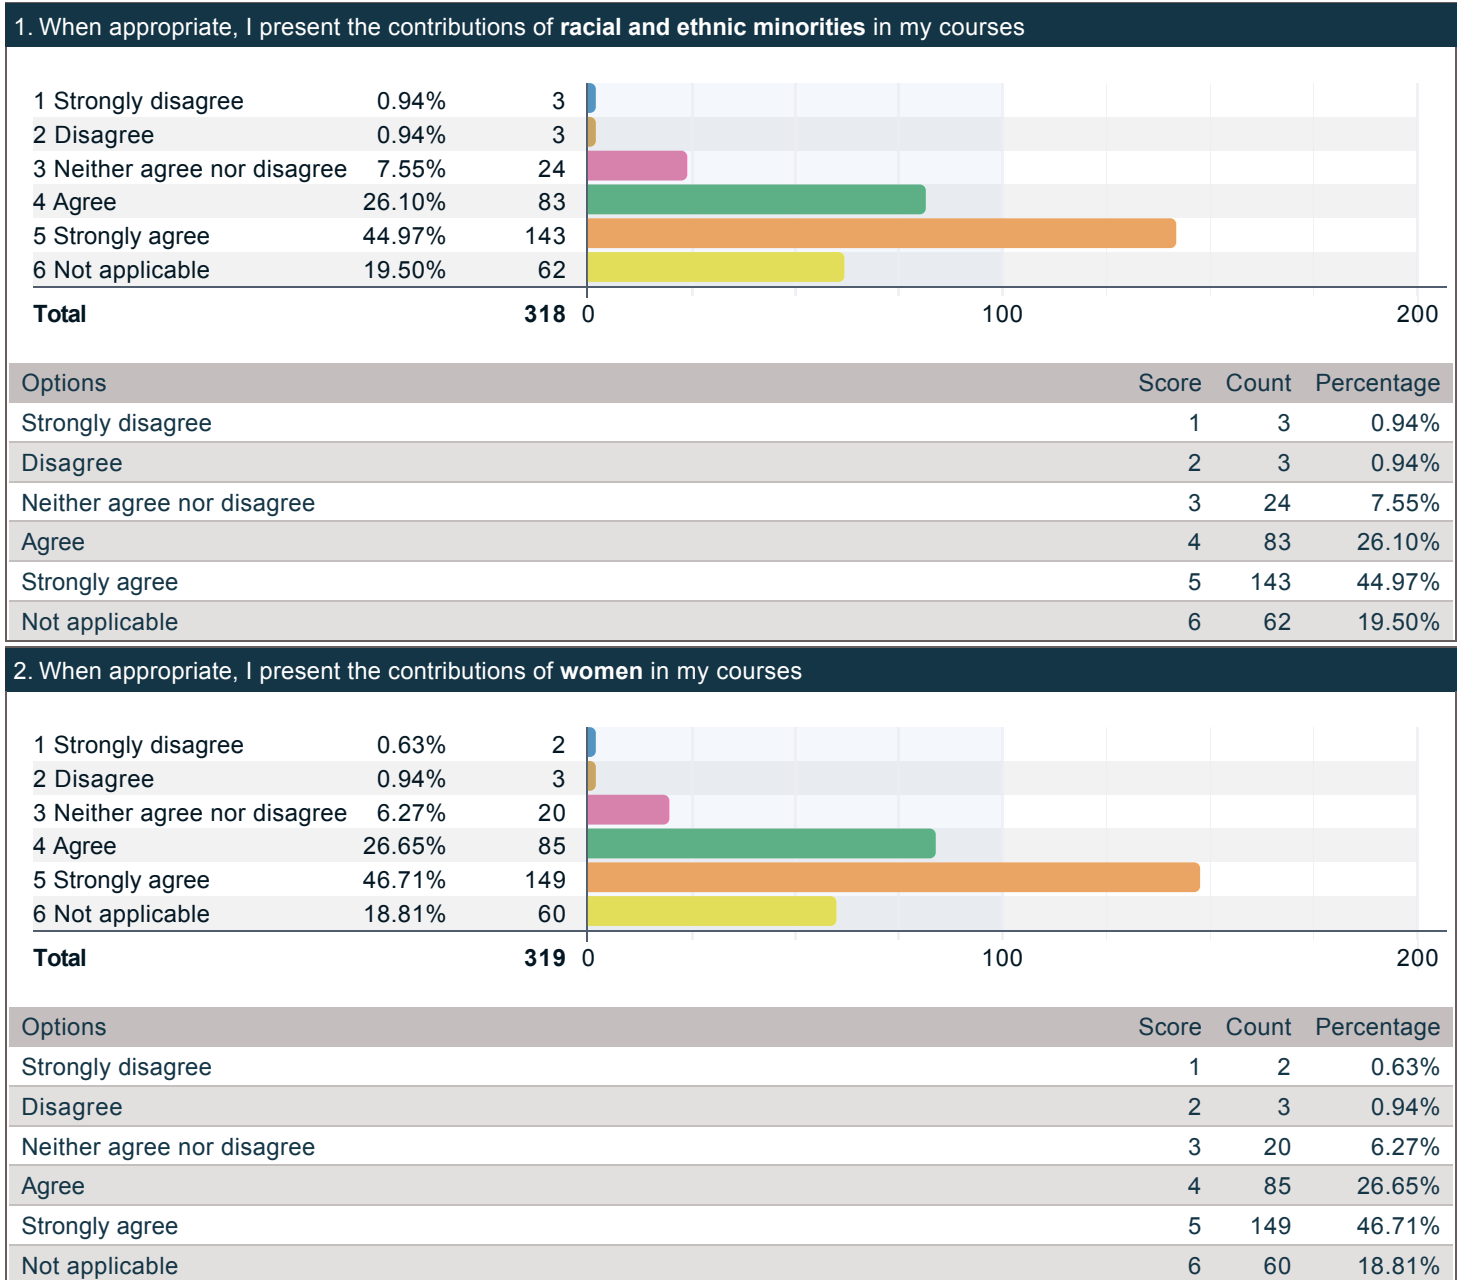 1. When appropriate, I present the contributions of racial and ethnic minorities in my courses
1 Strongly disagree 0.94% 3
2 Disagree 0.94% 3
3 Neither agree nor disagree 7.55% 24
4 Agree 26.10% 83
5 Strongly agree 44.97% 143
6 Not applicable 19.50% 62
Total 318 0 100 200
Options Score Count Percentage
Strongly disagree 1 3 0.94%
Disagree 2 3 0.94%
Neither agree nor disagree 3 24 7.55%
Agree 4 83 26.10%
Strongly agree 5 143 44.97%
Not applicable 6 62 19.50%
2. When appropriate, I present the contributions of women in my courses
1 Strongly disagree 0.63% 2
2 Disagree 0.94% 3
3 Neither agree nor disagree 6.27% 20
4 Agree 26.65% 85
5 Strongly agree 46.71% 149
6 Not applicable 18.81% 60
Total 319 0 100 200
Options Score Count Percentage
Strongly disagree 1 2 0.63%
Disagree 2 3 0.94%
Neither agree nor disagree 3 20 6.27%
Agree 4 85 26.65%
Strongly agree 5 149 46.71%
Not applicable 6 60 18.81%